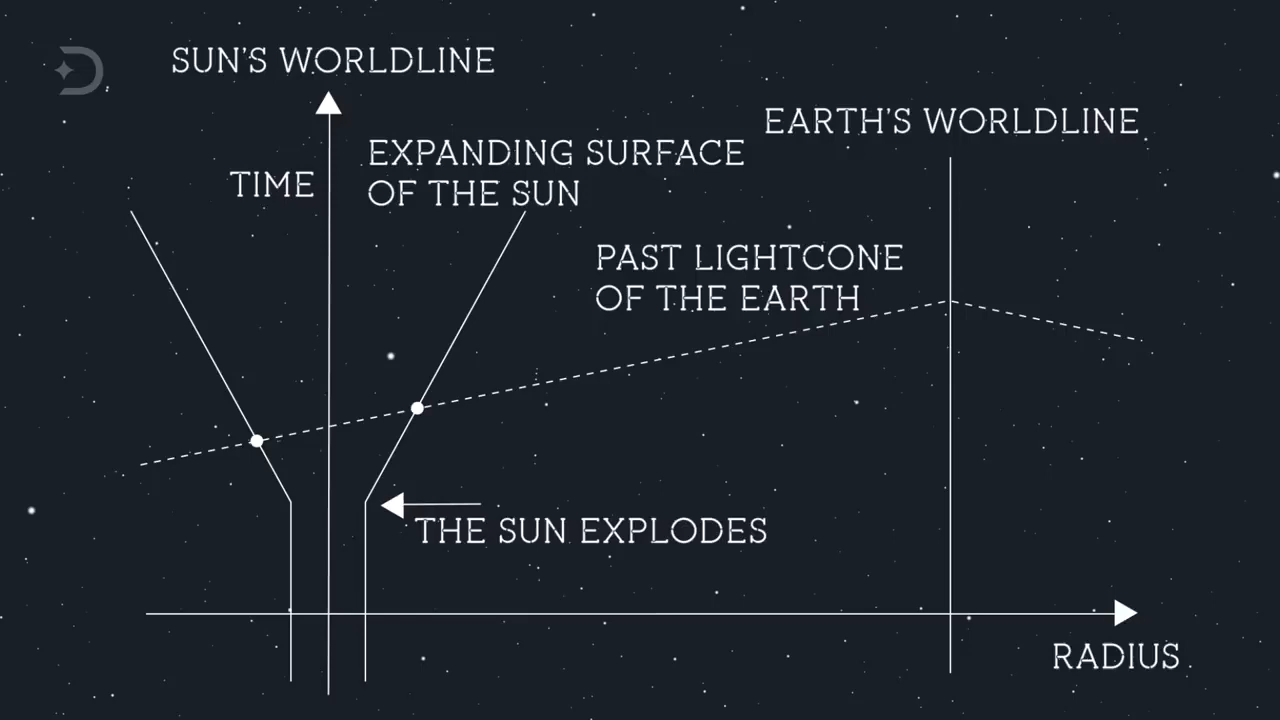 SUN'S WORLDLINE
EARTH'S WORLDLINE
EXPANDING SURFACE
OF THE SUN
TIME
PAST LIGHTCONE
OF THE EARTH
THE SUN EXPLODES
RADIUS